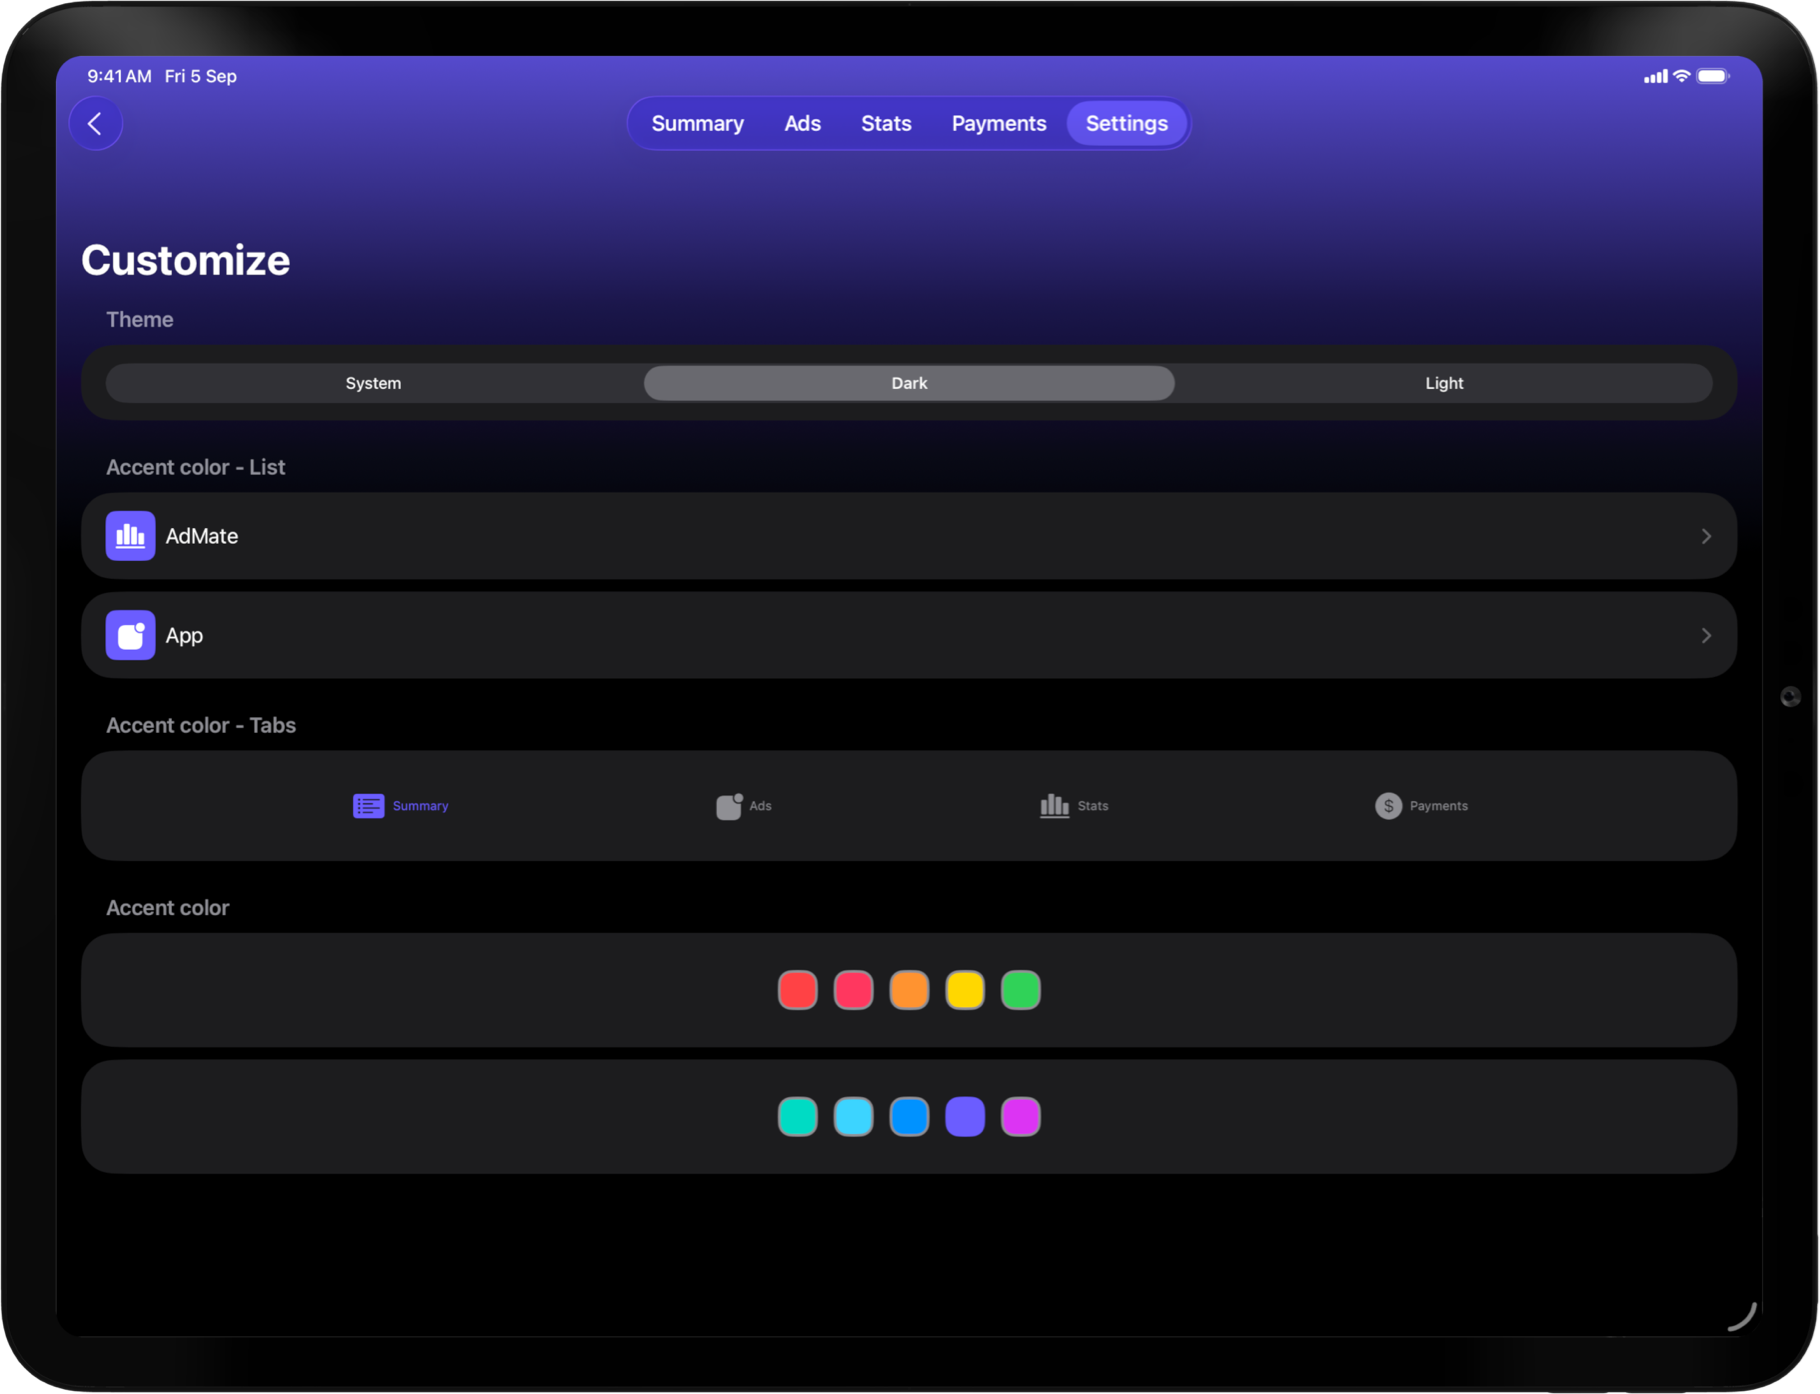 9:41 AM Fri 5 Sep
Summary Ads Stats Payments Settings
Customize
Theme
System Dark Light
Accent color - List
AdMate
App
Accent color - Tabs
Summary Ads Stats $ Payments
Accent color